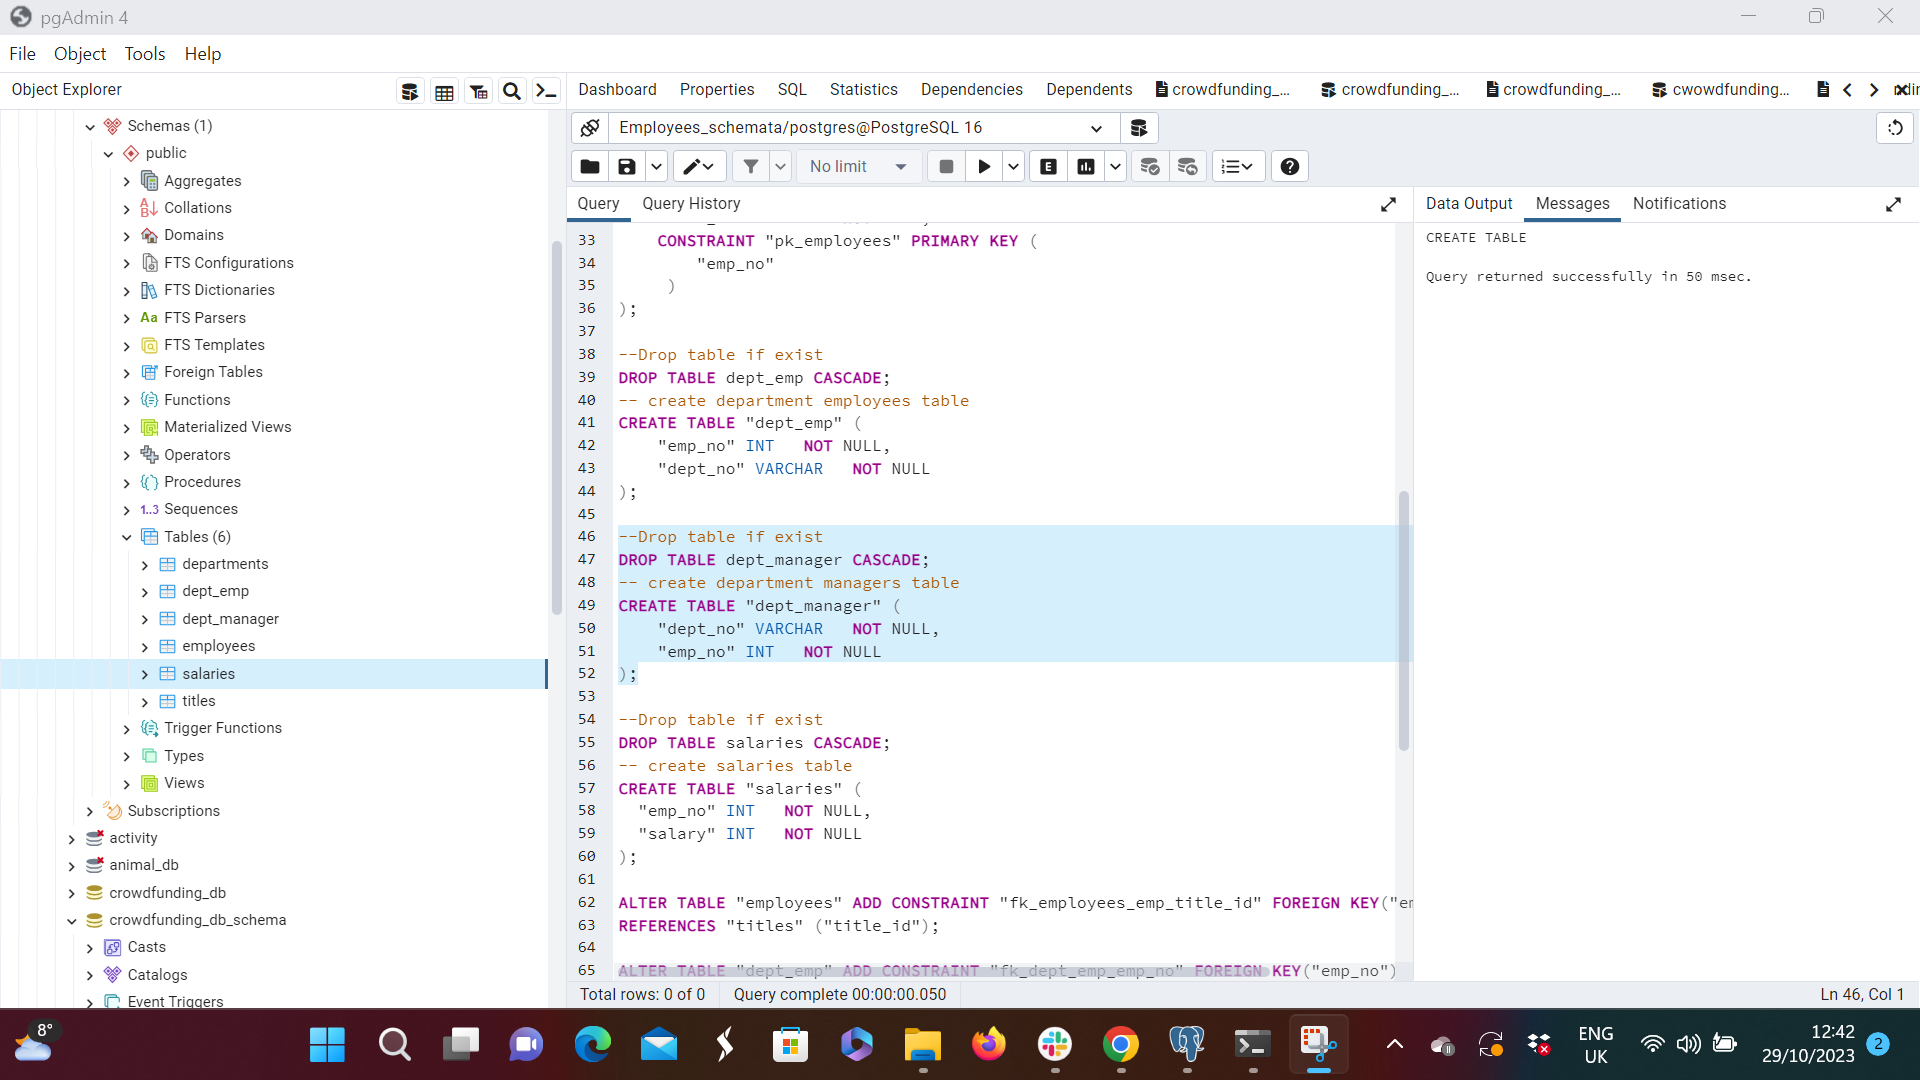 pgAdmin 4
File Object Tools Help
Object Explorer
Dashboard Properties SQL Statistics Dependencies Dependents crowdfunding_... crowdfunding_... crowdfunding_... cwowdfunding...
Schemas (1)
public
Aggregates
Collations
Domains
FTS Configurations
FTS Dictionaries
Aa FTS Parsers
FTS Templates
Foreign Tables
Functions
Materialized Views
Operators
Procedures
1..3 Sequences
Tables (6)
departments
dept_emp
dept_manager
employees
salaries
titles
Trigger Functions
Types
Views
Subscriptions
activity
animal_db
crowdfunding_db
crowdfunding_db_schema
Casts
Catalogs
Event Triggers
Employees_schemata/postgres@PostgreSQL 16
No limit
E
Query Query History
33 CONSTRAINT "pk_employees" PRIMARY KEY (
34 "emp_no"
35 )
36 );
37
38 --Drop table if exist
39 DROP TABLE dept_emp CASCADE;
40 -- create department employees table
41 CREATE TABLE "dept_emp" (
42 "emp_no" INT NOT NULL,
43 "dept_no" VARCHAR NOT NULL
44 );
45
46 --Drop table if exist
47 DROP TABLE dept_manager CASCADE;
48 -- create department managers table
49 CREATE TABLE "dept_manager" (
50 "dept_no" VARCHAR NOT NULL,
51 "emp_no" INT NOT NULL
52 );
53
54 --Drop table if exist
55 DROP TABLE salaries CASCADE;
56 -- create salaries table
57 CREATE TABLE "salaries" (
58 "emp_no" INT NOT NULL,
59 "salary" INT NOT NULL
60 );
61
62 ALTER TABLE "employees" ADD CONSTRAINT "fk_employees_emp_title_id" FOREIGN KEY("em
63 REFERENCES "titles" ("title_id");
64
65 ALTER TABLE "dept_emp" ADD CONSTRAINT "fk_dept_emp_emp_no" FOREIGN KEY("emp_no")
Data Output Messages Notifications
CREATE TABLE
Query returned successfully in 50 msec.
Total rows: 0 of 0 Query complete 00:00:00.050 Ln 46, Col 1
8°
ENG
UK
12:42
29/10/2023
2